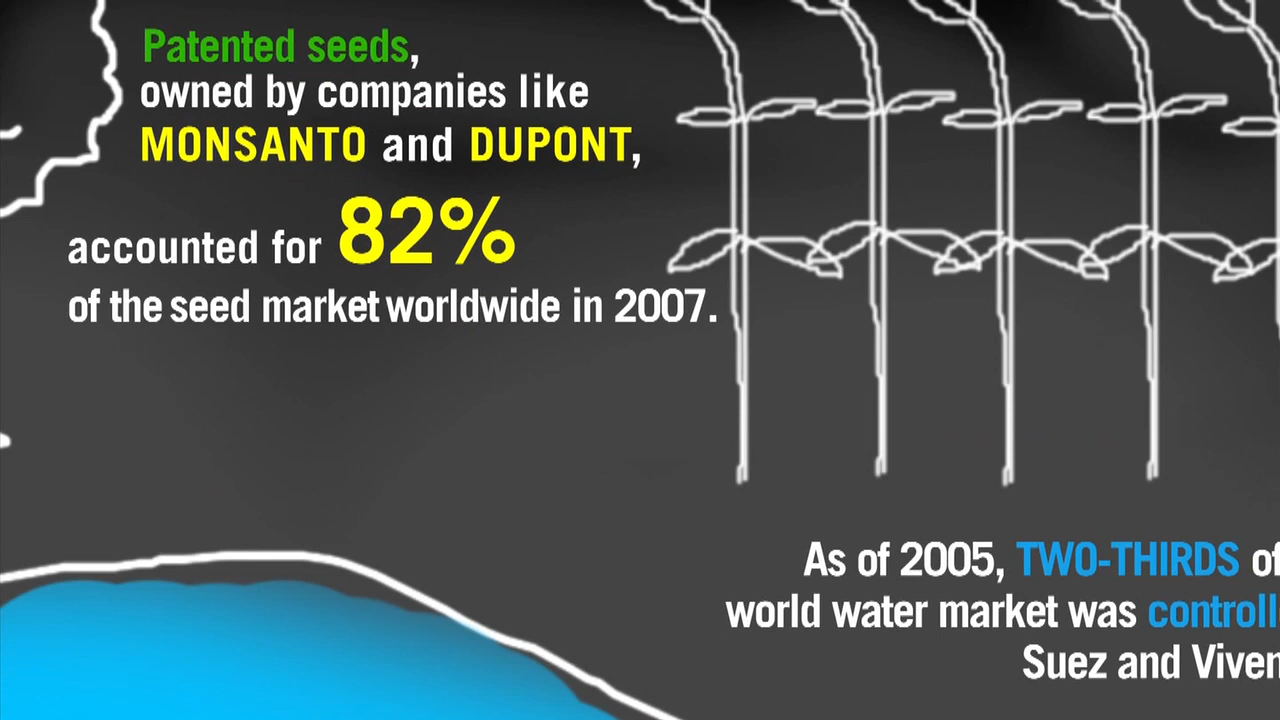 Patented seeds,
owned by companies like
MONSANTO and DUPONT,
accounted for 82%
of the seed market worldwide in 2007.
As of 2005, TWO-THIRDS of
world water market was
Suez and